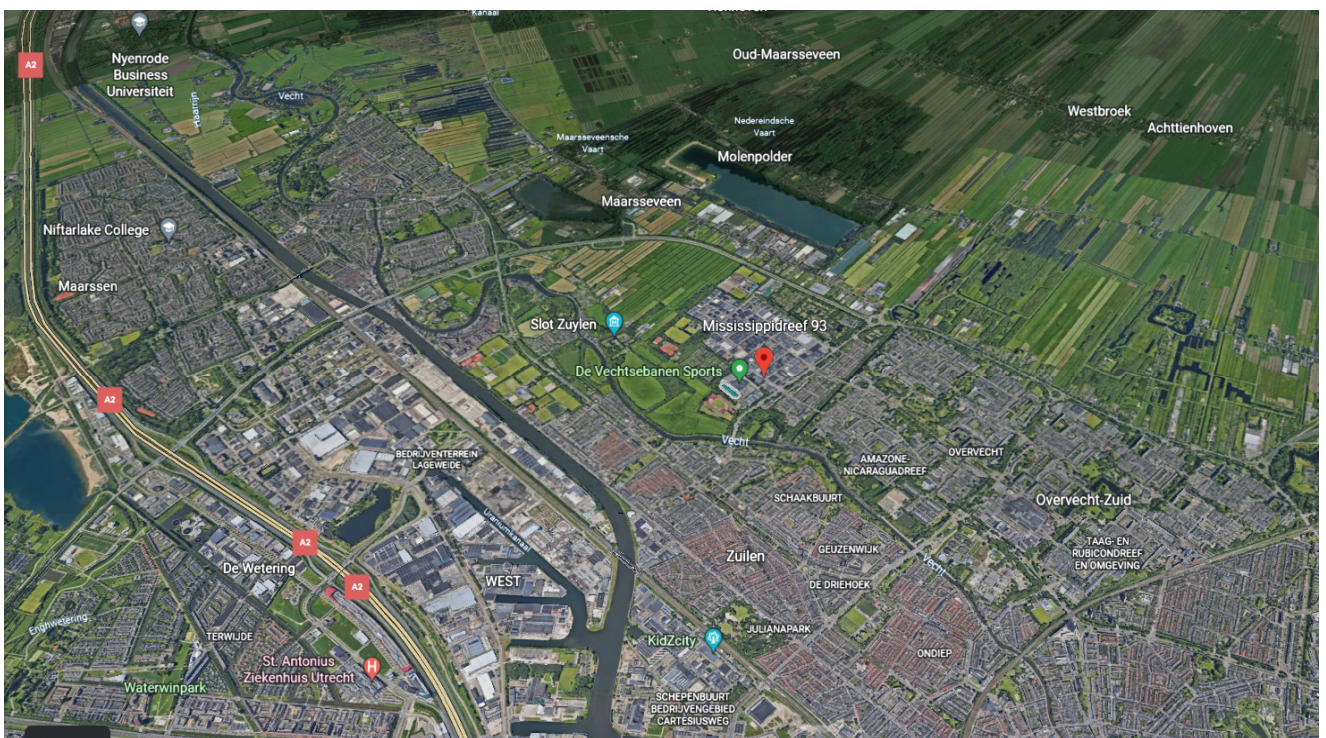 Kanaal
A2
Nyenrode
Business
Universiteit
Haarrijn
Vecht
Oud-Maarsseveen
Westbroek
Achttienhoven
Nedereindsche
Vaart
Maarsseveensche
Vaart
Molenpolder
Maarsseveen
Niftarlake College
Maarssen
Slot Zuylen
Mississippidreef 93
De Vechtsebanen Sports
A2
Vecht
BEDRIJVENTERREIN
LAGEWEIDE
AMAZONE-
NICARAGUADREEF
OVERVECHT
SCHAAKBUURT
Overvecht-Zuid
Uraniumkanaal
A2
De Wetering
Zuilen
GEUZENWIJK
TAAG- EN
RUBICONDREEF
EN OMGEVING
Vecht
A2
WEST
DE DRIEHOEK
Enghwetering
TERWIJDE
KidZcity
JULIANAPARK
ONDIEP
St. Antonius
Ziekenhuis Utrecht
Waterwinpark
SCHEPENBUURT
BEDRIJVENGEBIED
CARTESIUSWEG